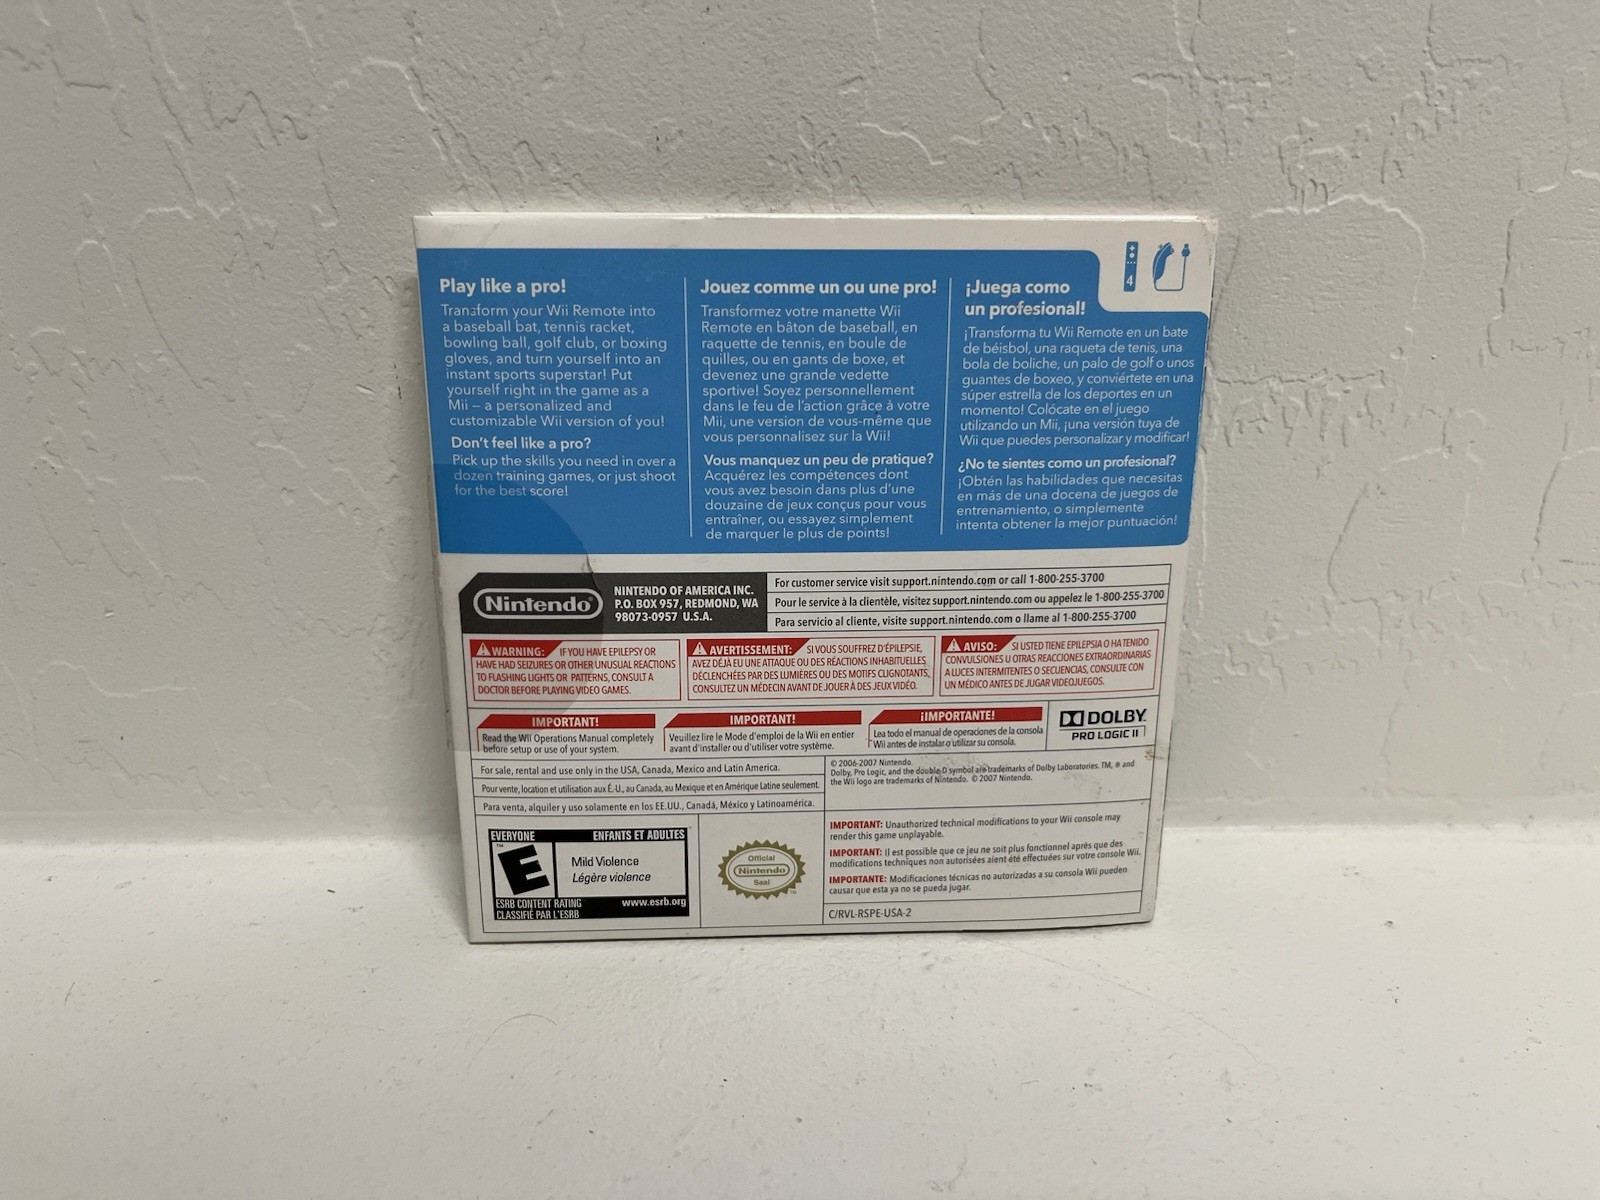 Play like a pro!
Transform your Wii Remote into
a baseball bat, tennis racket,
bowling ball, golf club, or boxing
gloves, and turn yourself into an
instant sports superstar! Put
yourself right in the game as a
Mii – a personalized and
customizable Wii version of you!
Don't feel like a pro?
Pick up the skills you need in over a
dozen training games, or just shoot
for the best score!
Jouez comme un ou une pro!
Transformez votre manette Wii
Remote en bâton de baseball, en
raquette de tennis, en boule de
quilles, ou en gants de boxe, et
devenez une grande vedette
sportive! Soyez personnellement
dans le feu de l'action grâce à votre
Mii, une version de vous-même que
vous personnalisez sur la Wii!
Vous manquez un peu de pratique?
Acquérez les compétences dont
vous avez besoin dans plus d'une
douzaine de jeux conçus pour vous
entraîner, ou essayez simplement
de marquer le plus de points!
¡Juega como
un profesional!
¡Transforma tu Wii Remote en un bate
de béisbol, una raqueta de tenis, una
bola de boliche, un palo de golf o unos
guantes de boxeo, y conviértete en una
súper estrella de los deportes en un
momento! Colócate en el juego
utilizando un Mii, ¡una versión tuya de
Wii que puedes personalizar y modificar!
¿No te sientes como un profesional?
¡Obtén las habilidades que necesitas
en más de una docena de juegos de
entrenamiento, o simplemente
intenta obtener la mejor puntuación!
4
Nintendo
NINTENDO OF AMERICA INC.
P.O. BOX 957, REDMOND, WA
98073-0957 U.S.A.
For customer service visit support.nintendo.com or call 1-800-255-3700
Pour le service à la clientèle, visitez support.nintendo.com ou appelez le 1-800-255-3700
Para servicio al cliente, visite support.nintendo.com o llame al 1-800-255-3700
WARNING: IF YOU HAVE EPILEPSY OR
HAVE HAD SEIZURES OR OTHER UNUSUAL REACTIONS
TO FLASHING LIGHTS OR PATTERNS, CONSULT A
DOCTOR BEFORE PLAYING VIDEO GAMES.
AVERTISSEMENT: SI VOUS SOUFFREZ D'ÉPILEPSIE,
AVEZ DÉJÀ EU UNE ATTAQUE OU DES RÉACTIONS INHABITUELLES
DÉCLENCHÉES PAR DES LUMIÈRES OU DES MOTIFS CLIGNOTANTS,
CONSULTEZ UN MÉDECIN AVANT DE JOUER À DES JEUX VIDÉO.
AVISO: SI USTED TIENE EPILEPSIA O HA TENIDO
CONVULSIONES U OTRAS REACCIONES EXTRAORDINARIAS
A LUCES INTERMITENTES O SECUENCIAS, CONSULTE CON
UN MÉDICO ANTES DE JUGAR VIDEOJUEGOS.
IMPORTANT!
Read the Wii Operations Manual completely
before setup or use of your system.
IMPORTANT!
Veuillez lire le Mode d'emploi de la Wii en entier
avant d'installer ou d'utiliser votre système.
¡IMPORTANTE!
Lea todo el manual de operaciones de la consola
Wii antes de instalar o utilizar su consola.
DOLBY
PRO LOGIC II
For sale, rental and use only in the USA, Canada, Mexico and Latin America.
Pour vente, location et utilisation aux É.-U., au Canada, au Mexique et en Amérique Latine seulement.
Para venta, alquiler y uso solamente en los EE.UU., Canadá, México y Latinoamérica.
© 2006-2007 Nintendo.
Dolby, Pro Logic, and the double-D symbol are trademarks of Dolby Laboratories. TM, ® and
the Wii logo are trademarks of Nintendo. © 2007 Nintendo.
IMPORTANT: Unauthorized technical modifications to your Wii console may
render this game unplayable.
IMPORTANT: Il est possible que ce jeu ne soit plus fonctionnel après que des
modifications techniques non autorisées aient été effectuées sur votre console Wii.
IMPORTANTE: Modificaciones técnicas no autorizadas a su consola Wii pueden
causar que esta ya no se pueda jugar.
C/RVL-RSPE-USA-2
EVERYONE ENFANTS ET ADULTES
E
TM
Mild Violence
Légère violence
ESRB CONTENT RATING www.esrb.org
CLASSIFIÉ PAR L'ESRB
Official
Nintendo
Seal
TM